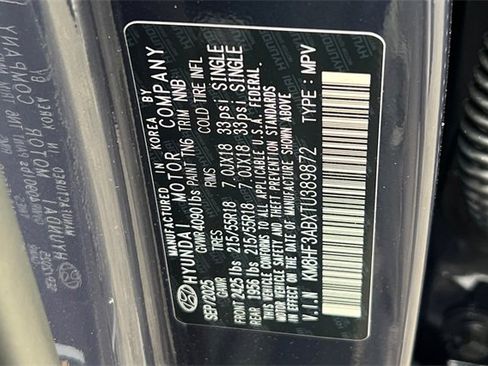 MANUFACTURED IN KOREA BY
HYUNDAI MOTOR COMPANY
SEP/2025 GVWR 4090 lbs PAINT TN6 TRIM NNB
GAWR TIRES RIMS COLD TIRE INFL
FRONT 2425 lbs 215/55R18 7.00JX18 33psi SINGLE
REAR 1956 lbs 215/55R18 7.00JX18 33psi SINGLE
THIS VEHICLE CONFORMS TO ALL APPLICABLE U.S.A. FEDERAL
MOTOR VEHICLE SAFETY AND THEFT PREVENTION STANDARDS
IN EFFECT ON THE DATE OF MANUFACTURE SHOWN ABOVE.
V.I.N KM8HF3ABXTU389872 TYPE : MPV